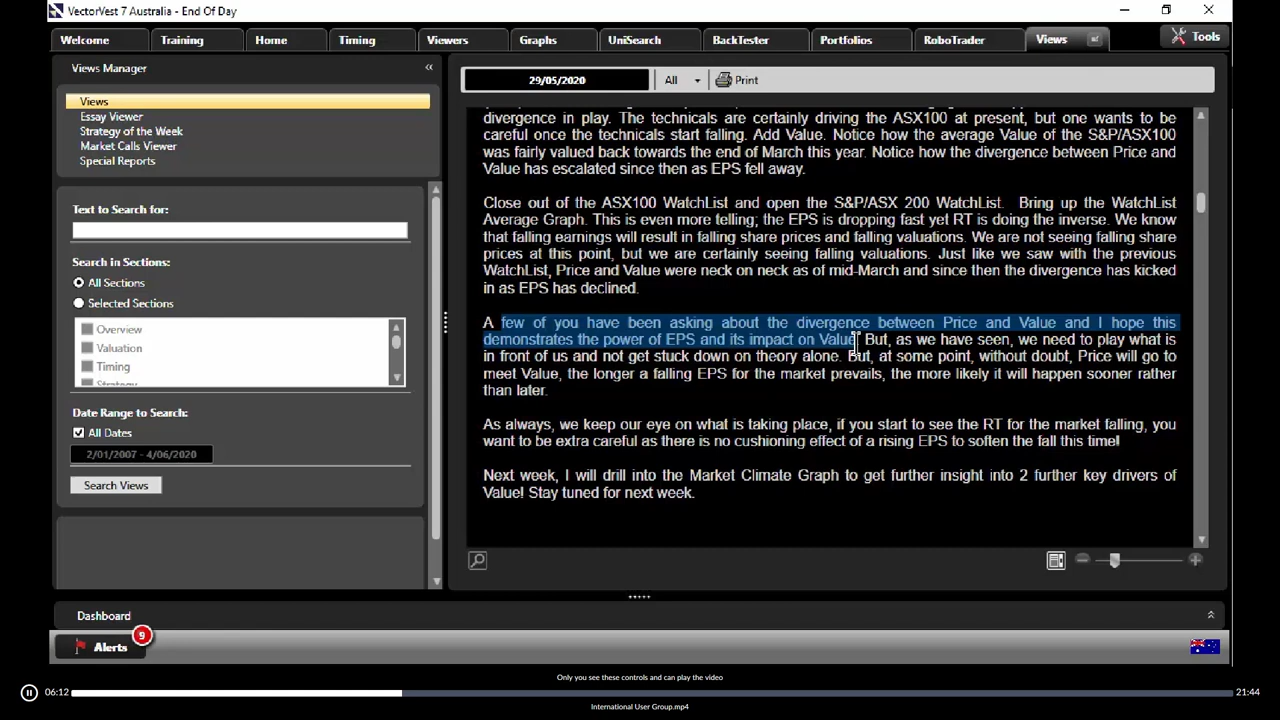 VectorVest 7 Australia - End Of Day
Welcome
Training
Home
Timing
Viewers
Graphs
UniSearch
BackTester
Portfolios
RoboTrader
Views
Tools
Views Manager
Views
Essay Viewer
Strategy of the Week
Market Calls Viewer
Special Reports
Text to Search for:
Search in Sections:
All Sections
Selected Sections
Overview
Valuation
Timing
Strategy
Date Range to Search:
All Dates
2/01/2007 - 4/06/2020
Search Views
29/05/2020
All
Print
divergence in play. The technicals are certainly driving the ASX100 at present, but one wants to be
careful once the technicals start falling. Add Value. Notice how the average Value of the S&P/ASX100
was fairly valued back towards the end of March this year. Notice how the divergence between Price and
Value has escalated since then as EPS fell away.
Close out of the ASX100 WatchList and open the S&P/ASX 200 WatchList. Bring up the WatchList
Average Graph. This is even more telling; the EPS is dropping fast yet RT is doing the inverse. We know
that falling earnings will result in falling share prices and falling valuations. We are not seeing falling share
prices at this point, but we are certainly seeing falling valuations. Just like we saw with the previous
WatchList, Price and Value were neck on neck as of mid-March and since then the divergence has kicked
in as EPS has declined.
A few of you have been asking about the divergence between Price and Value and I hope this
demonstrates the power of EPS and its impact on Value. But, as we have seen, we need to play what is
in front of us and not get stuck down on theory alone. But, at some point, without doubt, Price will go to
meet Value, the longer a falling EPS for the market prevails, the more likely it will happen sooner rather
than later.
As always, we keep our eye on what is taking place, if you start to see the RT for the market falling, you
want to be extra careful as there is no cushioning effect of a rising EPS to soften the fall this time!
Next week, I will drill into the Market Climate Graph to get further insight into 2 further key drivers of
Value! Stay tuned for next week.
Dashboard
Alerts
9
Only you see these controls and can play the video
06:12
21:44
International User Group.mp4